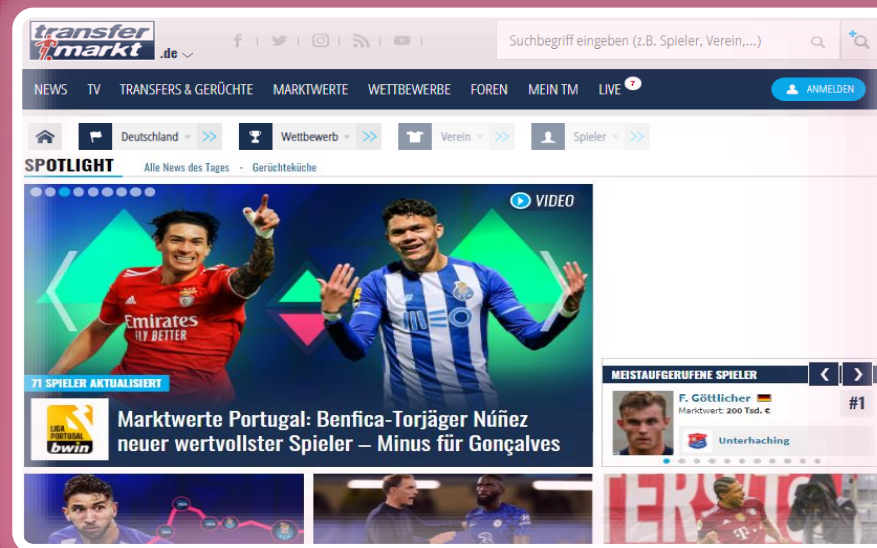 transfer
markt .de
Suchbegriff eingeben (z.B. Spieler, Verein,...)
NEWS TV TRANSFERS & GERÜCHTE MARKTWERTE WETTBEWERBE FOREN MEIN TM LIVE 7 ANMELDEN
Deutschland Wettbewerb Verein Spieler
SPOTLIGHT Alle News des Tages - Gerüchteküche
VIDEO
Emirates
FLY BETTER
MEO
71 SPIELER AKTUALISIERT
LIGA
PORTUGAL
bwin
Marktwerte Portugal: Benfica-Torjäger Núñez
neuer wertvollster Spieler – Minus für Gonçalves
MEISTAUFGERUFENE SPIELER
F. Göttlicher
Marktwert: 200 Tsd. €
#1
Unterhaching